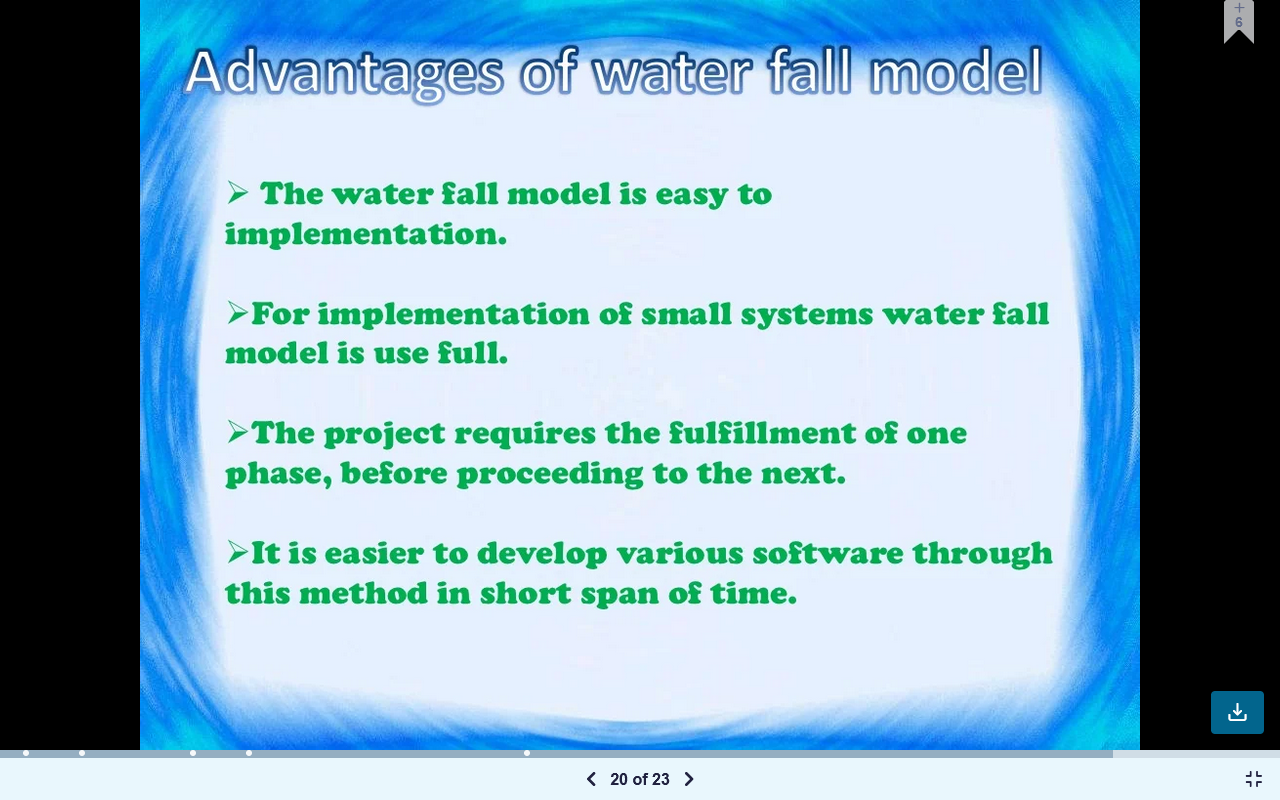 +
6
Advantages of water fall model
➢ The water fall model is easy to
implementation.
➢For implementation of small systems water fall
model is use full.
➢The project requires the fulfillment of one
phase, before proceeding to the next.
➢It is easier to develop various software through
this method in short span of time.
20 of 23